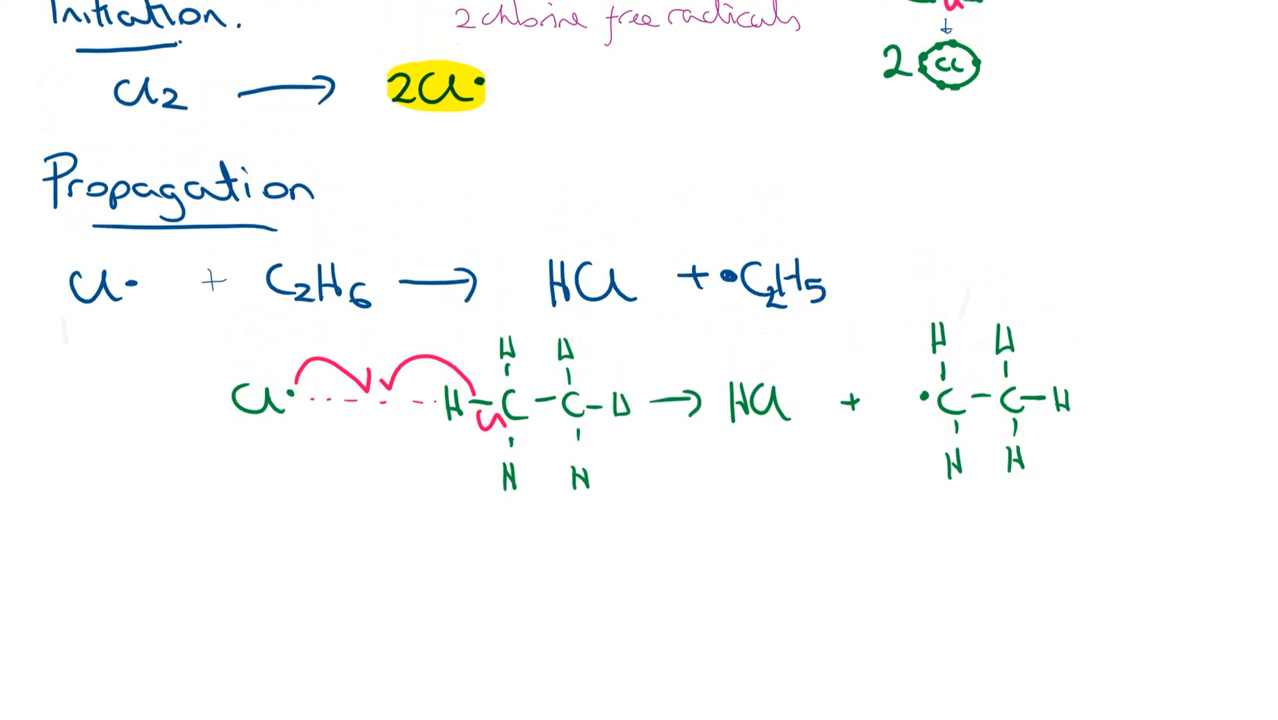 Initiation.
2 chlorine free radicals
2 Cl
Cl2 ⟶ 2Cl•
Propagation
Cl• + C2H6 ⟶ HCl + •C2H5
H H H H
Cl• H–C–C–H ⟶ HCl + •C–C–H
H H H H